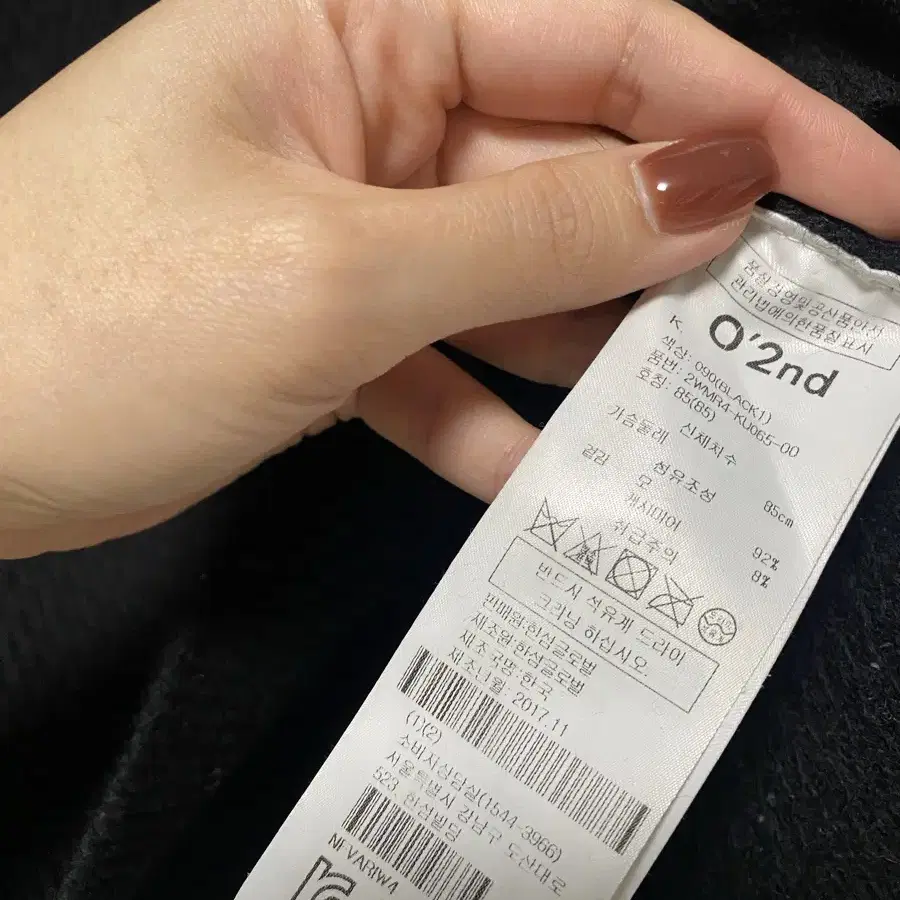 품질경영및공산품안전
관리법에의한품질표시
K.
O'2nd
색상: 090(BLACK1)
품번: 2WMR4-KU065-00
호칭: 85(85)
신체치수
가슴둘레 85cm
섬유조성
겉감 모 92%
캐시미어 8%
취급주의
반드시 석유계 드라이
크리닝 하십시오.
판매원:한섬글로벌
제조원:한섬글로벌
제조국명:한국
제조년월: 2017.11
(1)(2)
소비자상담실(1544-3966)
서울특별시 강남구 도산대로
523, 한섬빌딩
NFVARIW4